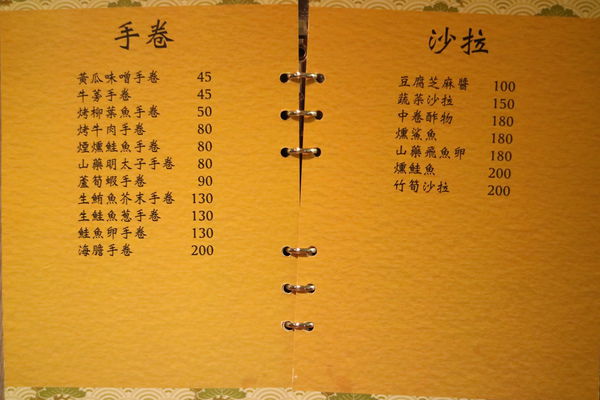 手卷
黃瓜味噌手卷 45
牛蒡手卷 45
烤柳葉魚手卷 50
烤牛肉手卷 80
煙燻鮭魚手卷 80
山藥明太子手卷 80
蘆筍蝦手卷 90
生鮪魚芥末手卷 130
生鮭魚蔥手卷 130
鮭魚卵手卷 130
海膽手卷 200
沙拉
豆腐芝麻醬 100
蔬菜沙拉 150
中卷酢物 180
燻鯊魚 180
山藥飛魚卵 180
燻鮭魚 200
竹筍沙拉 200